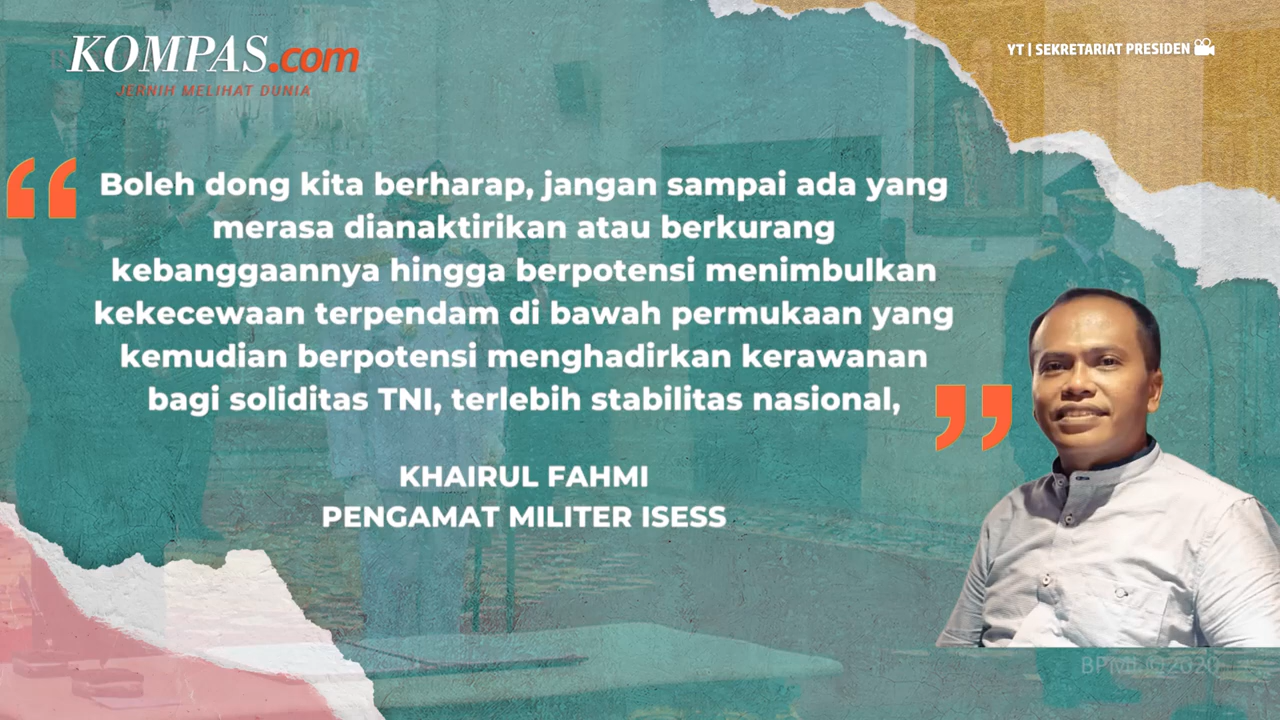 KOMPAS.com
JERNIH MELIHAT DUNIA
YT | SEKRETARIAT PRESIDEN
“ Boleh dong kita berharap, jangan sampai ada yang
merasa dianaktirikan atau berkurang
kebanggaannya hingga berpotensi menimbulkan
kekecewaan terpendam di bawah permukaan yang
kemudian berpotensi menghadirkan kerawanan
bagi soliditas TNI, terlebih stabilitas nasional, ”
KHAIRUL FAHMI
PENGAMAT MILITER ISESS
BPMI ©2020